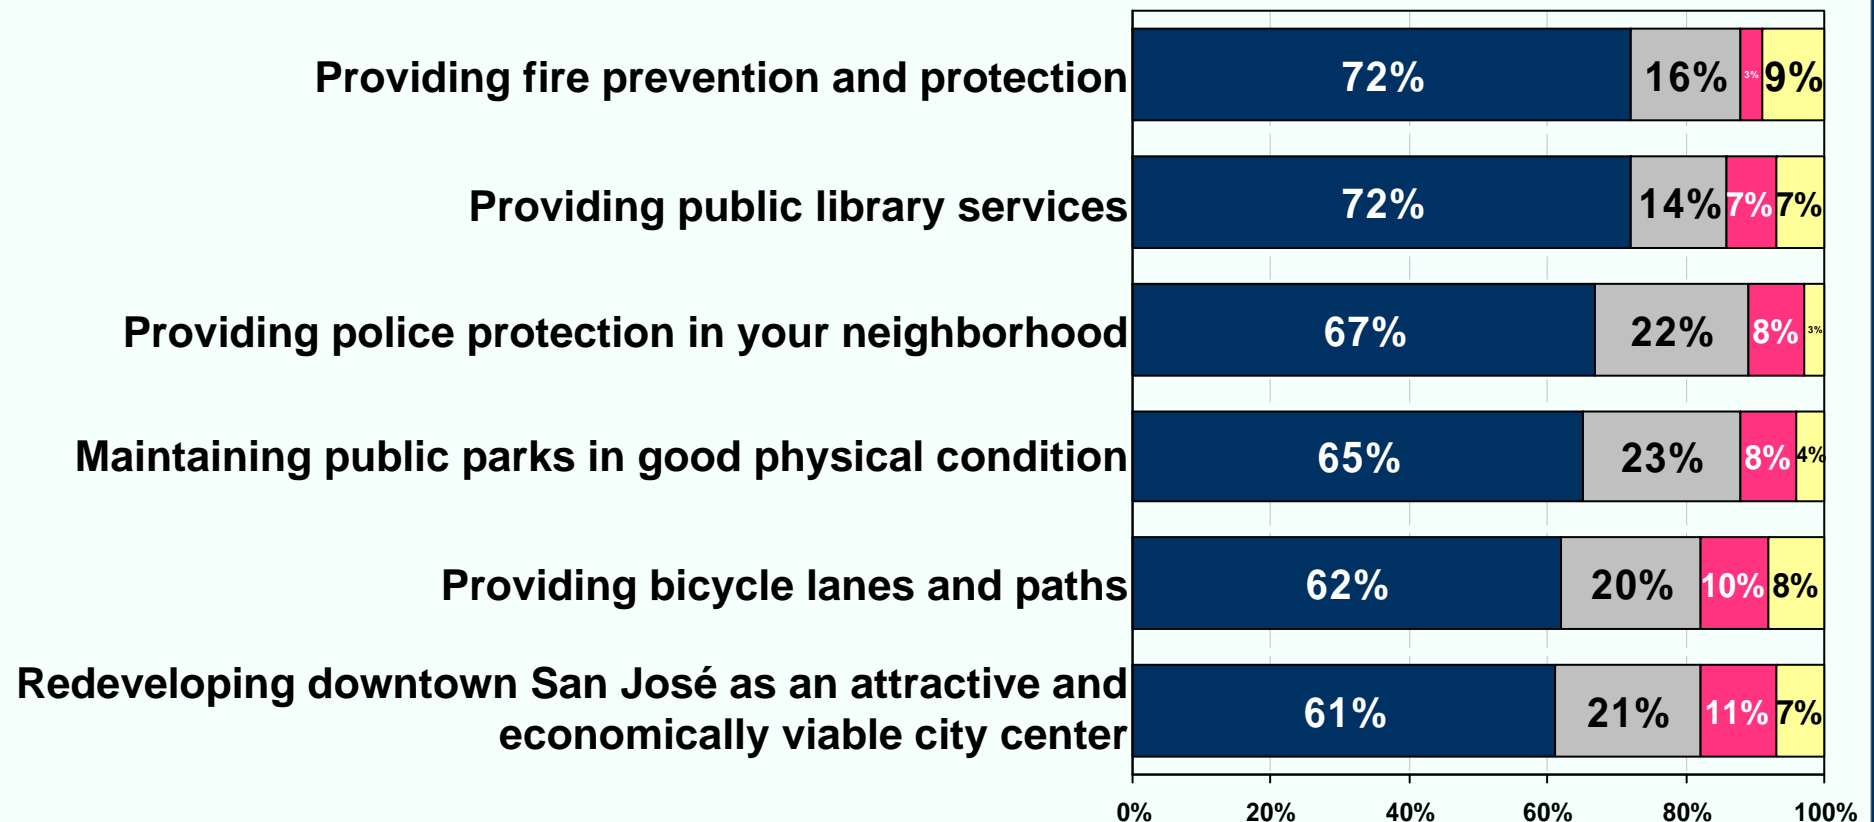 Providing fire prevention and protection 72% 16% 3% 9%
Providing public library services 72% 14% 7% 7%
Providing police protection in your neighborhood 67% 22% 8% 3%
Maintaining public parks in good physical condition 65% 23% 8% 4%
Providing bicycle lanes and paths 62% 20% 10% 8%
Redeveloping downtown San José as an attractive and
economically viable city center 61% 21% 11% 7%
0% 20% 40% 60% 80% 100%